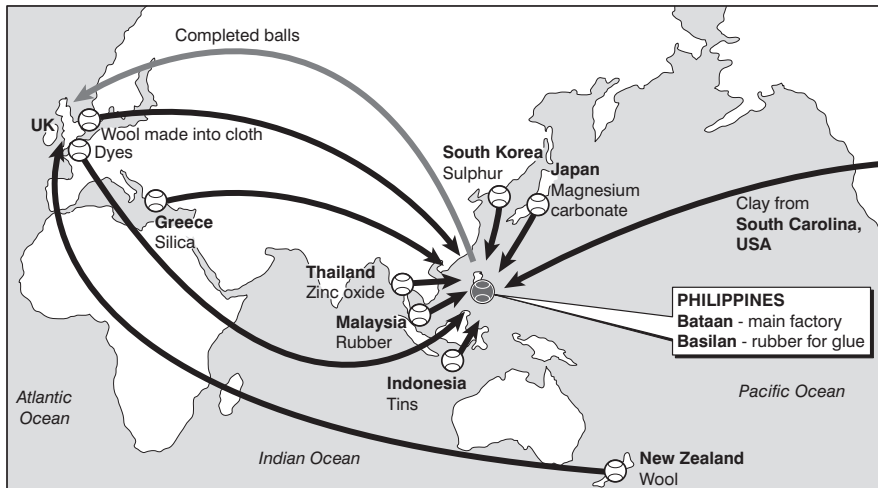 Completed balls
UK
Wool made into cloth
Dyes
Greece
Silica
South Korea
Sulphur
Japan
Magnesium
carbonate
Clay from
South Carolina,
USA
Thailand
Zinc oxide
Malaysia
Rubber
Indonesia
Tins
PHILIPPINES
Bataan - main factory
Basilan - rubber for glue
Atlantic
Ocean
Indian Ocean
Pacific Ocean
New Zealand
Wool